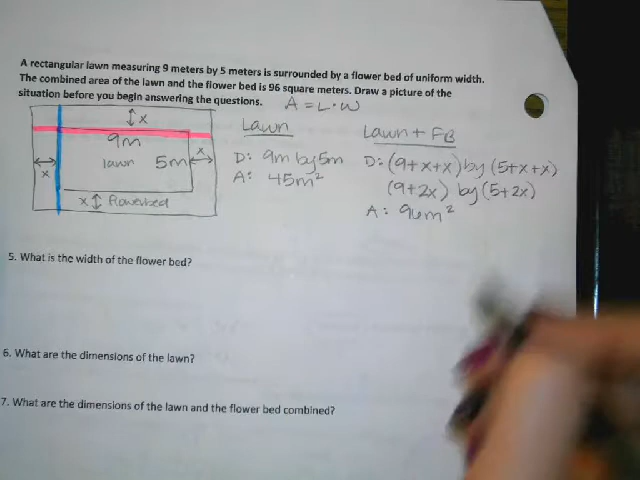 A rectangular lawn measuring 9 meters by 5 meters is surrounded by a flower bed of uniform width.
The combined area of the lawn and the flower bed is 96 square meters. Draw a picture of the
situation before you begin answering the questions.
A = L · W
x
9m
lawn
5m
x
x
x Flowerbed
Lawn
D: 9m by 5m
A: 45m²
Lawn + FB
D: (9+x+x) by (5+x+x)
(9+2x) by (5+2x)
A: 96m²
5. What is the width of the flower bed?
6. What are the dimensions of the lawn?
7. What are the dimensions of the lawn and the flower bed combined?